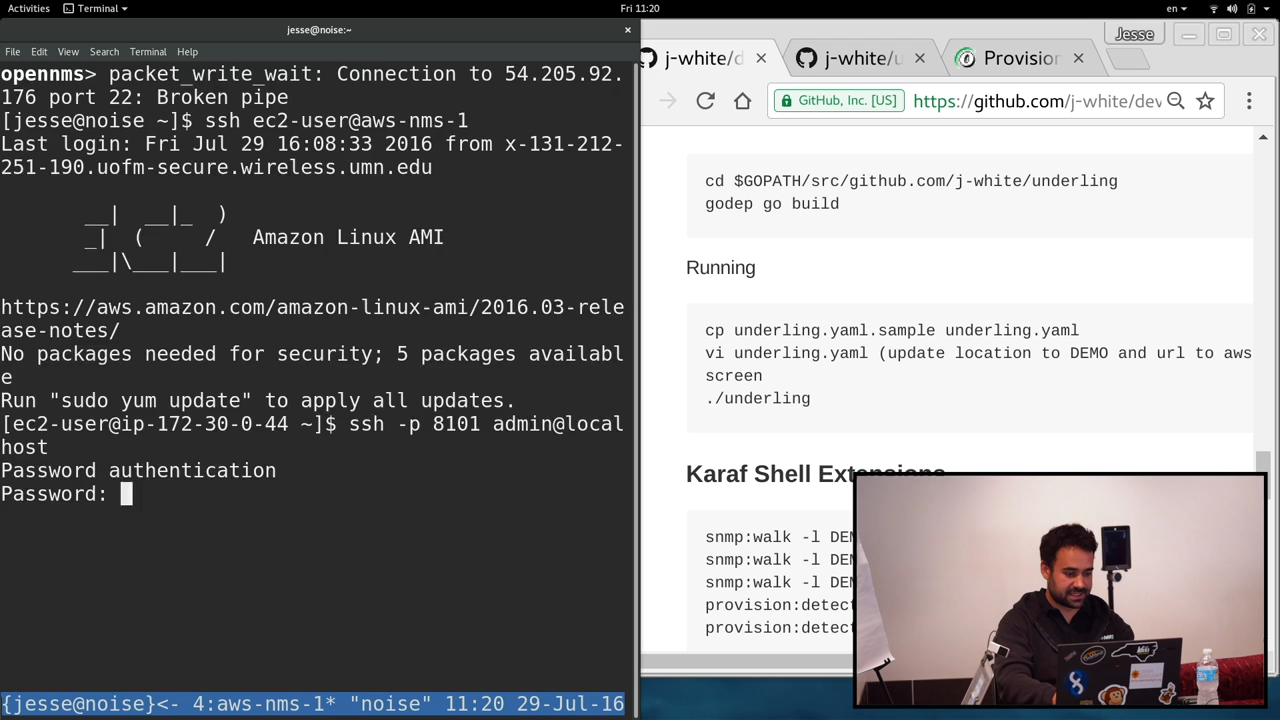 Activities Terminal Fri 11:20 en
jesse@noise:~ ×
File Edit View Search Terminal Help
opennms> packet_write_wait: Connection to 54.205.92.
176 port 22: Broken pipe
[jesse@noise ~]$ ssh ec2-user@aws-nms-1
Last login: Fri Jul 29 16:08:33 2016 from x-131-212-
251-190.uofm-secure.wireless.umn.edu
__| __|_ )
_| ( / Amazon Linux AMI
___|\___|___|
https://aws.amazon.com/amazon-linux-ami/2016.03-rele
ase-notes/
No packages needed for security; 5 packages availabl
e
Run "sudo yum update" to apply all updates.
[ec2-user@ip-172-30-0-44 ~]$ ssh -p 8101 admin@local
host
Password authentication
Password:
{jesse@noise}<- 4:aws-nms-1* "noise" 11:20 29-Jul-16
Jesse
j-white/d j-white/u Provision
GitHub, Inc. [US] https://github.com/j-white/dev
cd $GOPATH/src/github.com/j-white/underling
godep go build
Running
cp underling.yaml.sample underling.yaml
vi underling.yaml (update location to DEMO and url to aws
screen
./underling
Karaf Shell Extensions
snmp:walk -l DEM
snmp:walk -l DEM
snmp:walk -l DEM
provision:detect
provision:detect